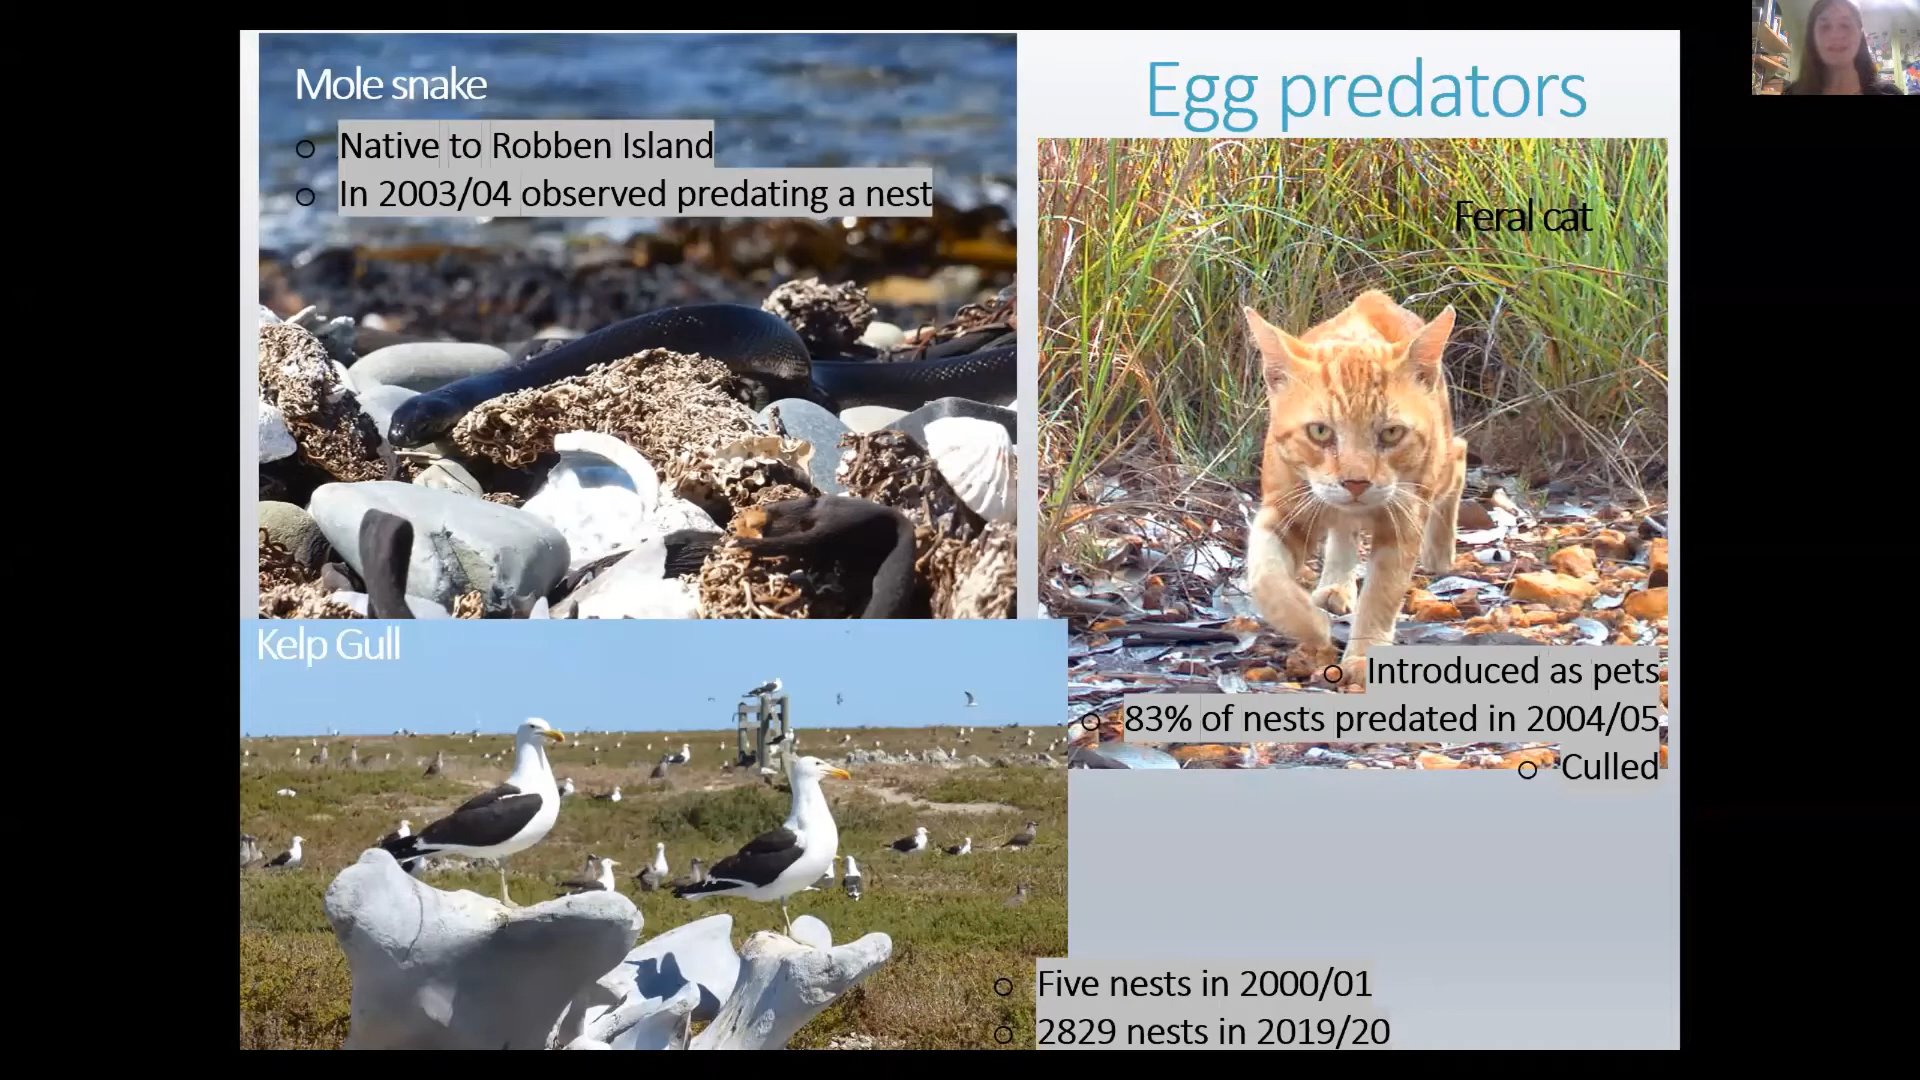 Egg predators
Mole snake
○ Native to Robben Island
○ In 2003/04 observed predating a nest
Feral cat
○ Introduced as pets
○ 83% of nests predated in 2004/05
○ Culled
Kelp Gull
○ Five nests in 2000/01
○ 2829 nests in 2019/20